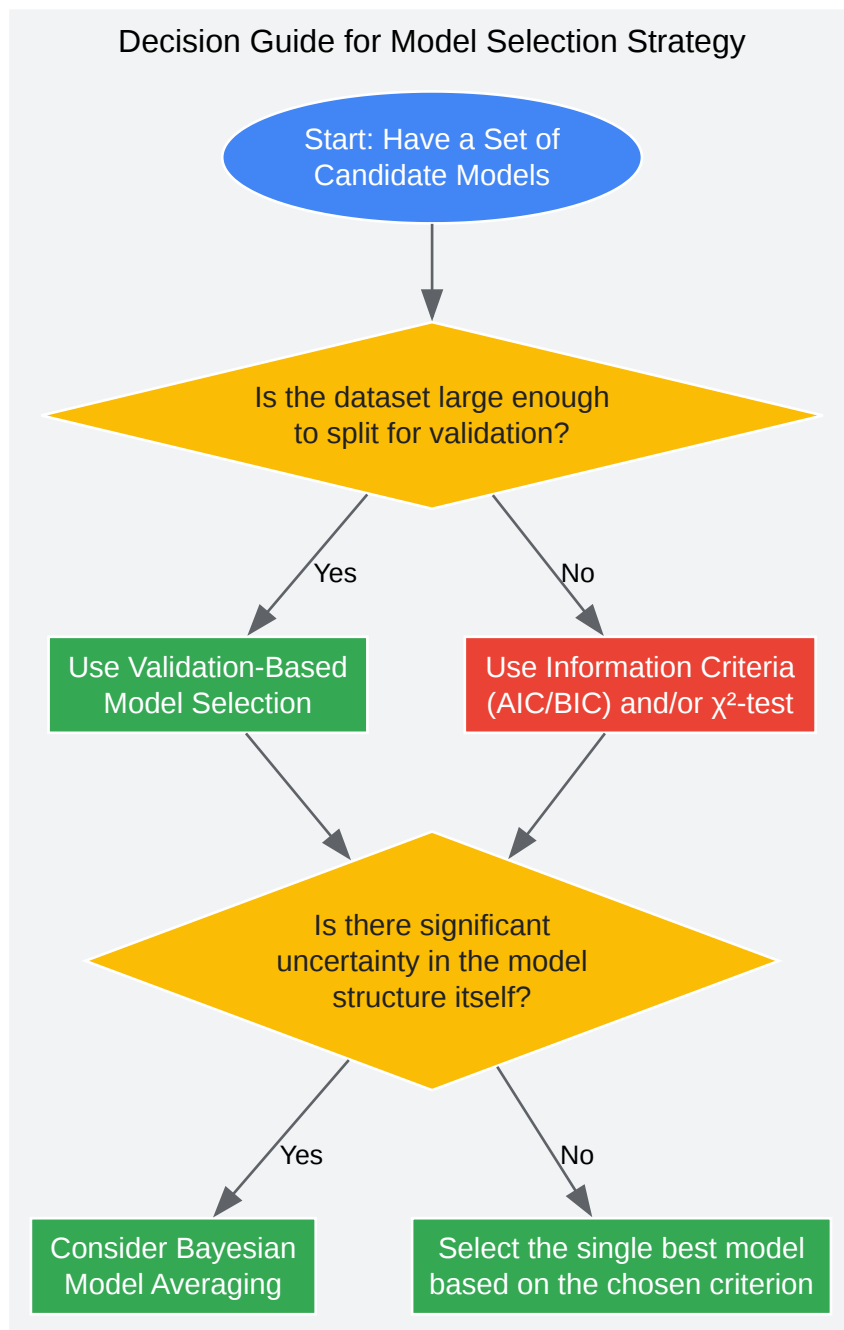 Decision Guide for Model Selection Strategy
Start: Have a Set of
Candidate Models
Is the dataset large enough
to split for validation?
Yes
No
Use Validation-Based
Model Selection
Use Information Criteria
(AIC/BIC) and/or χ²-test
Is there significant
uncertainty in the model
structure itself?
Yes
No
Consider Bayesian
Model Averaging
Select the single best model
based on the chosen criterion